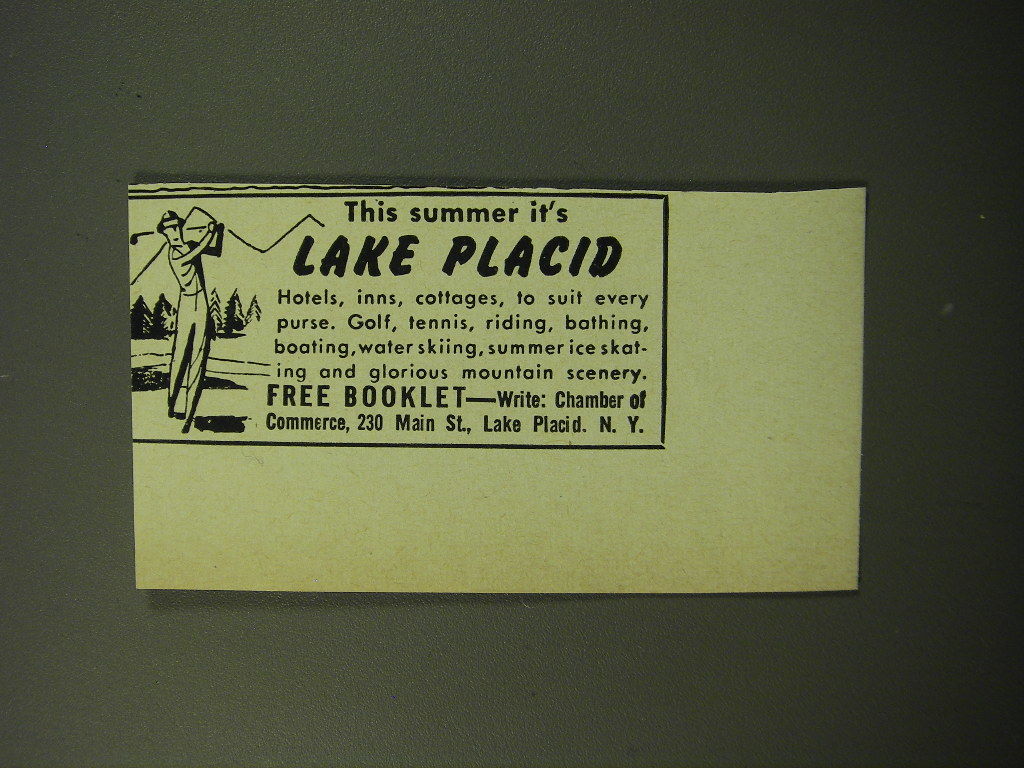 This summer it's
LAKE PLACID
Hotels, inns, cottages, to suit every
purse. Golf, tennis, riding, bathing,
boating, water skiing, summer ice skat-
ing and glorious mountain scenery.
FREE BOOKLET—Write: Chamber of
Commerce, 230 Main St., Lake Placid. N. Y.